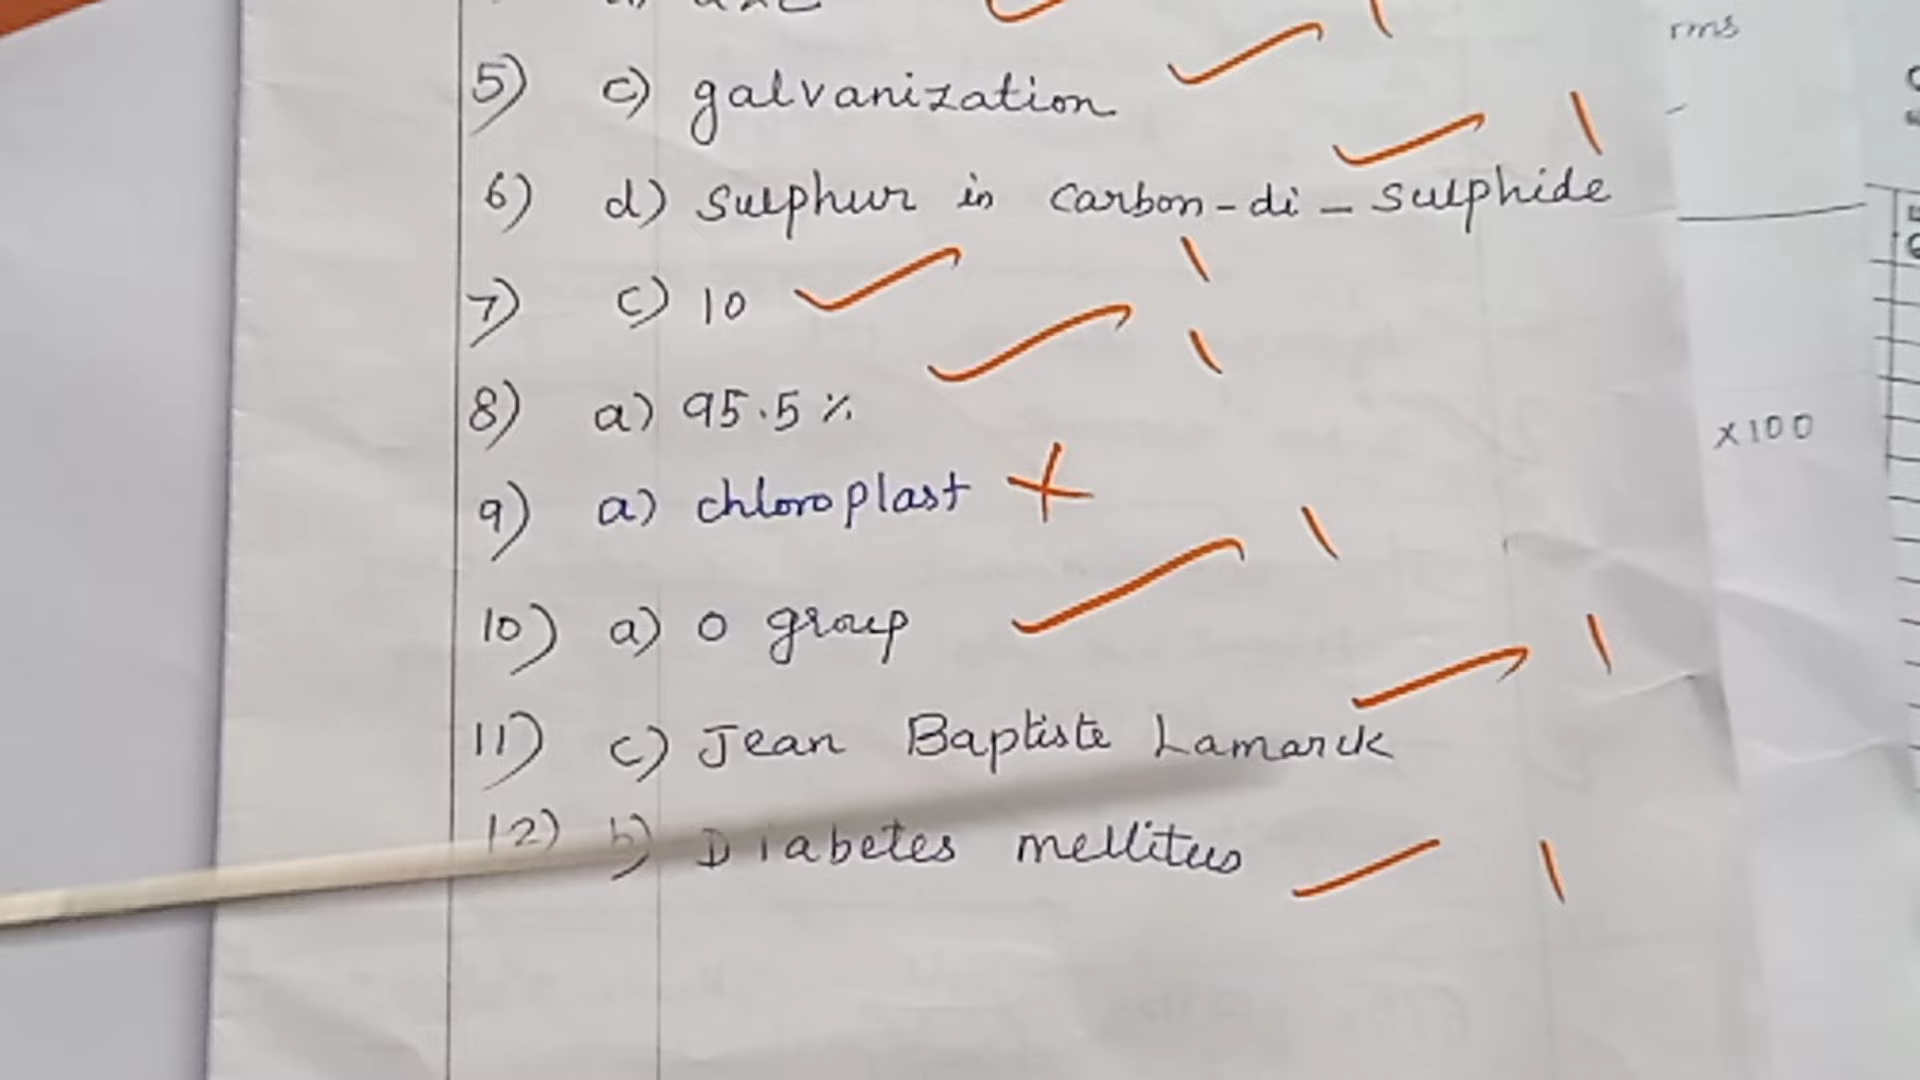 5) c) galvanization
6) d) sulphur in carbon-di-sulphide
7) c) 10
8) a) 95.5%
9) a) chloroplast
10) a) O group
11) c) Jean Baptiste Lamarck
12) b) Diabetes mellitus
rms
x100